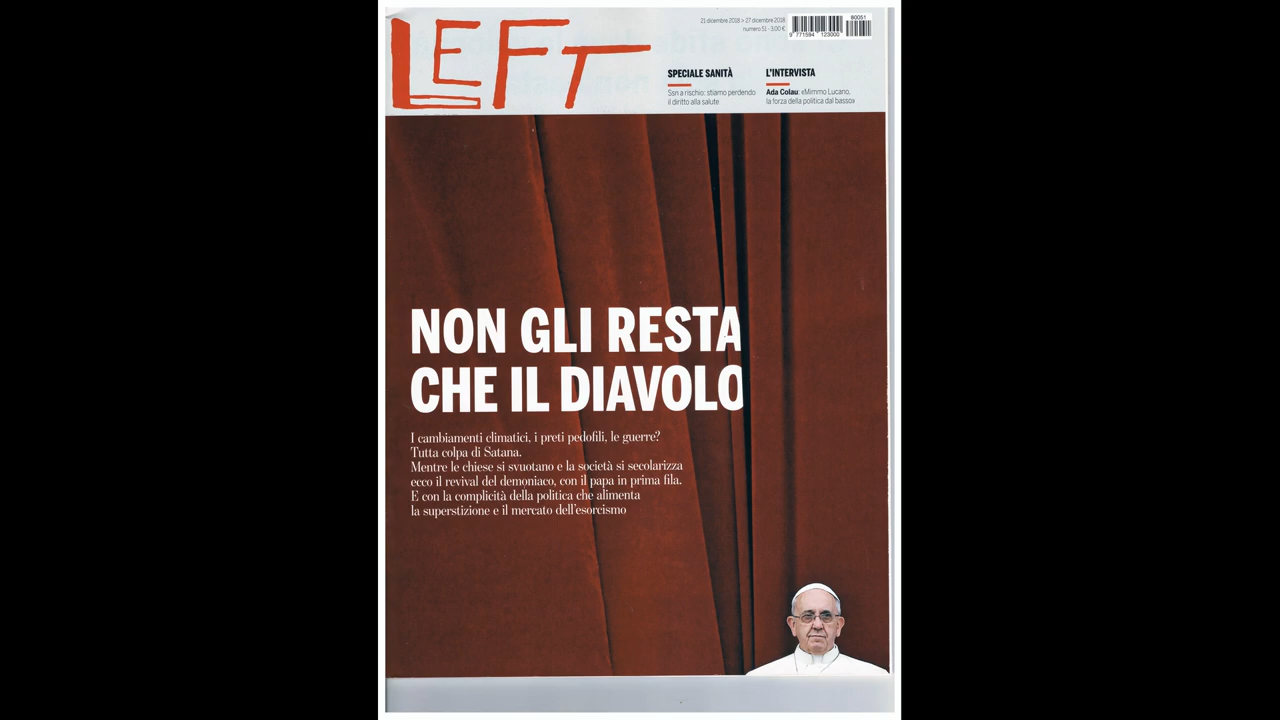 LEFT
21 dicembre 2018 > 27 dicembre 2018
numero 51 - 3,00 €
80051
9 771594 123000
SPECIALE SANITÀ
Ssn a rischio: stiamo perdendo
il diritto alla salute
L'INTERVISTA
Ada Colau: «Mimmo Lucano,
la forza della politica dal basso»
NON GLI RESTA
CHE IL DIAVOLO
I cambiamenti climatici, i preti pedofili, le guerre?
Tutta colpa di Satana.
Mentre le chiese si svuotano e la società si secolarizza
ecco il revival del demoniaco, con il papa in prima fila.
E con la complicità della politica che alimenta
la superstizione e il mercato dell'esorcismo